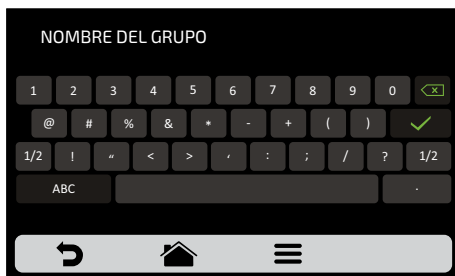 NOMBRE DEL GRUPO
1 2 3 4 5 6 7 8 9 0
@ # % & * - + ( )
1/2 ! “ < > ‘ : ; / ? 1/2
ABC .